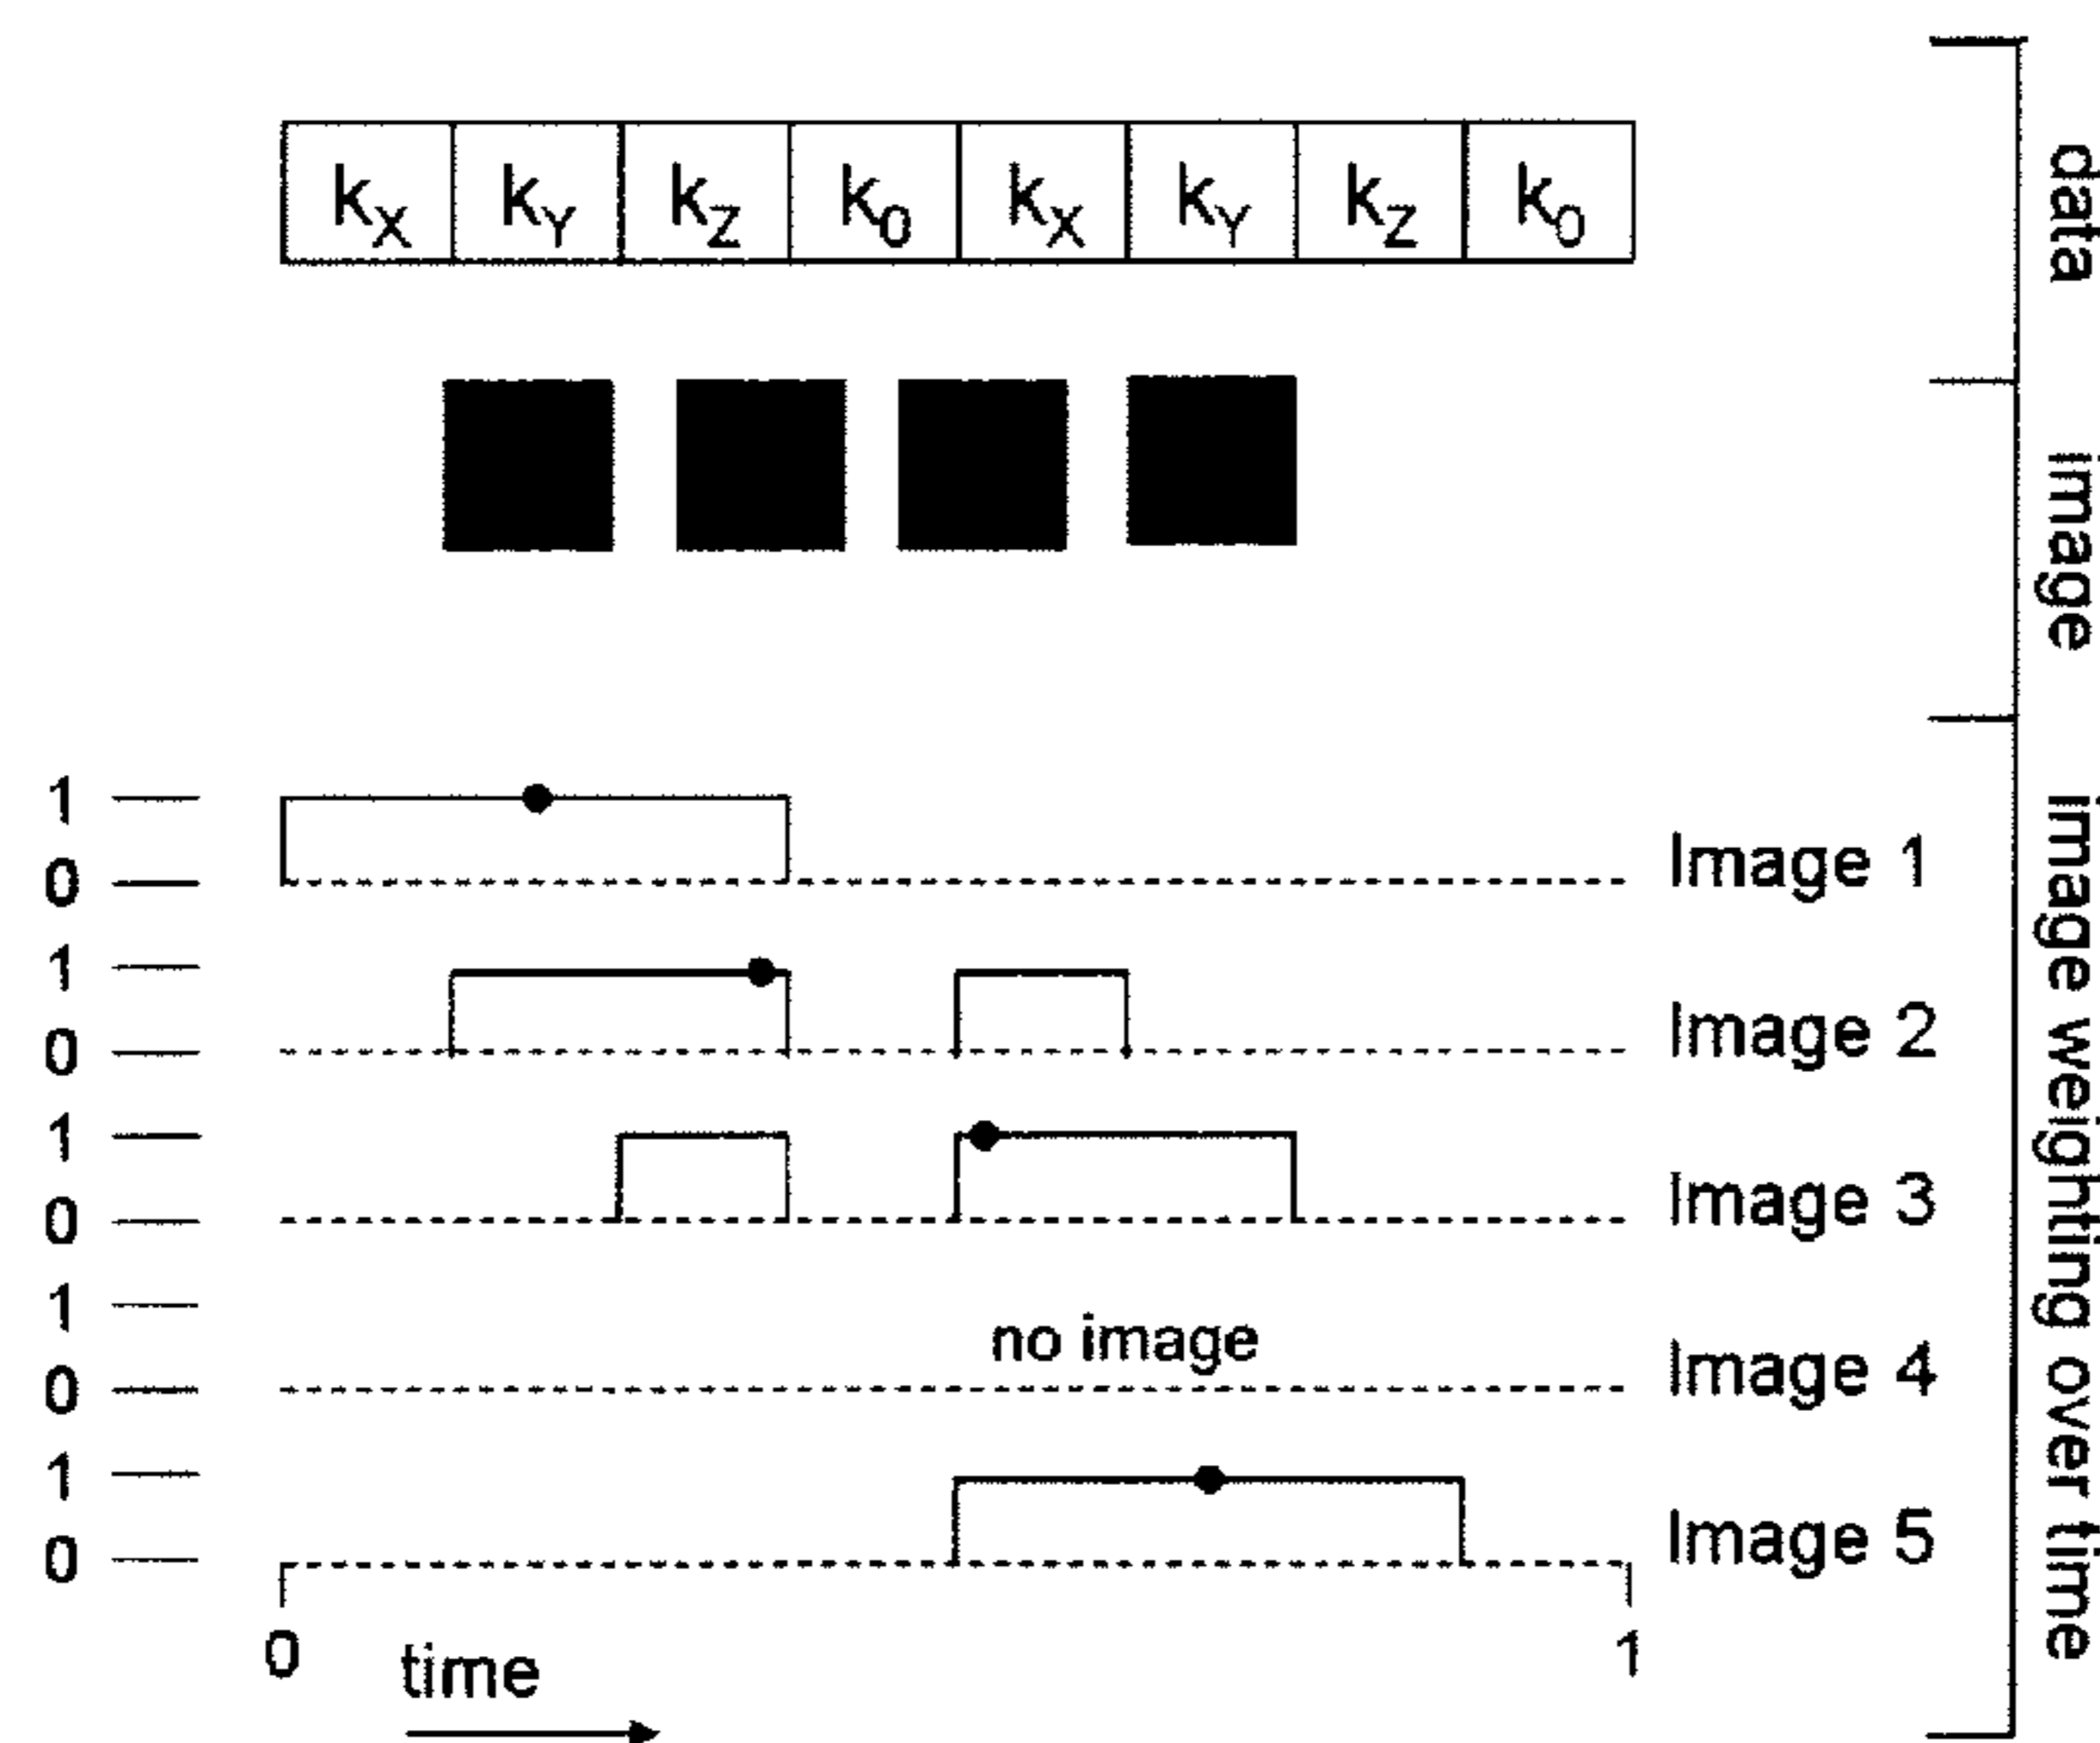 kX kY kZ k0 kX kY kZ k0
data
image
1
0
Image 1
1
0
Image 2
1
0
Image 3
1
no image
0
Image 4
1
0
Image 5
image weighting over time
0
time
1